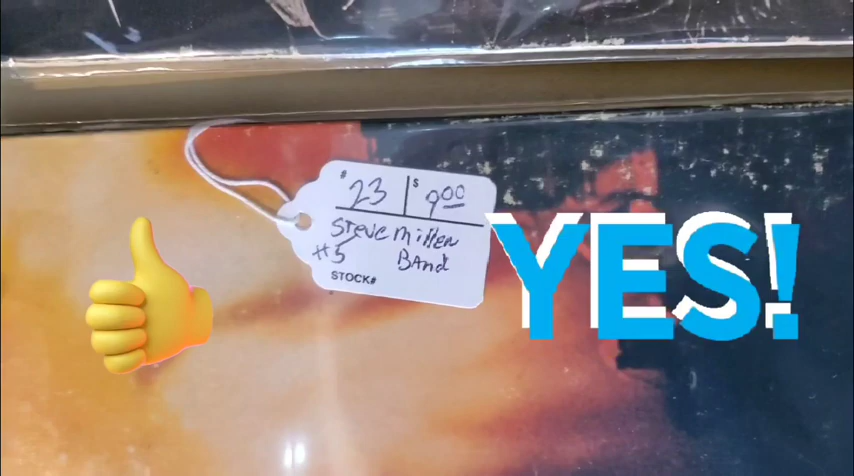 # 23 $ 9.00
Steve Miller
#5 Band
STOCK#
YES!